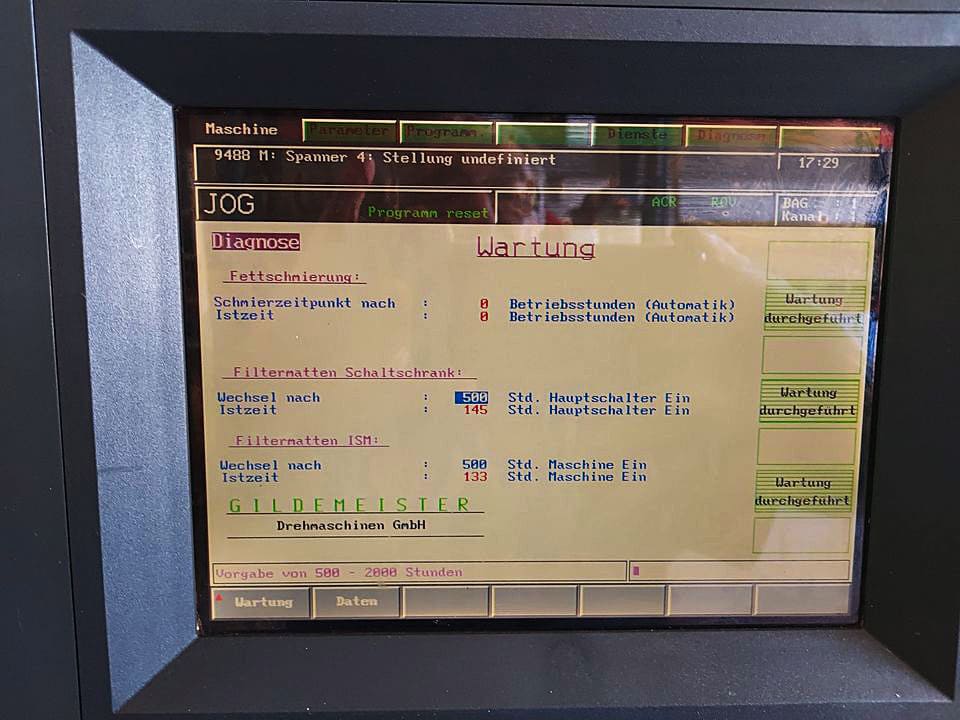 Maschine Parameter Programm. Dienste Diagnose
9488 M: Spanner 4: Stellung undefiniert 17:29
JOG Programm reset ACR ROV BAG : 1
Kanal : 1
Diagnose Wartung
Fettschmierung:
Schmierzeitpunkt nach : 0 Betriebsstunden (Automatik) Wartung
Istzeit : 0 Betriebsstunden (Automatik) durchgeführt
Filtermatten Schaltschrank:
Wechsel nach : 500 Std. Hauptschalter Ein Wartung
Istzeit : 145 Std. Hauptschalter Ein durchgeführt
Filtermatten ISM:
Wechsel nach : 500 Std. Maschine Ein Wartung
Istzeit : 133 Std. Maschine Ein durchgeführt
GILDEMEISTER
Drehmaschinen GmbH
Vorgabe von 500 - 2000 Stunden
Wartung Daten